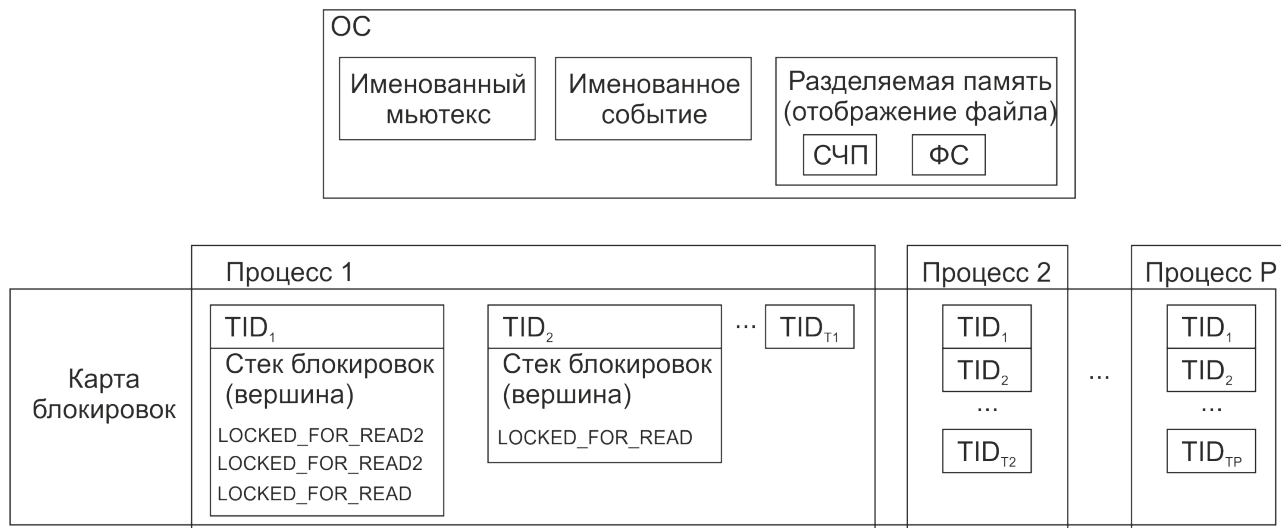 ОС
Именованный
мьютекс
Именованное
событие
Разделяемая память
(отображение файла)
СЧП
ФС
Процесс 1
Процесс 2
Процесс P
Карта
блокировок
TID1
Стек блокировок
(вершина)
LOCKED_FOR_READ2
LOCKED_FOR_READ2
LOCKED_FOR_READ
TID2
Стек блокировок
(вершина)
LOCKED_FOR_READ
...
TIDT1
TID1
TID2
...
TIDT2
...
TID1
TID2
...
TIDTP